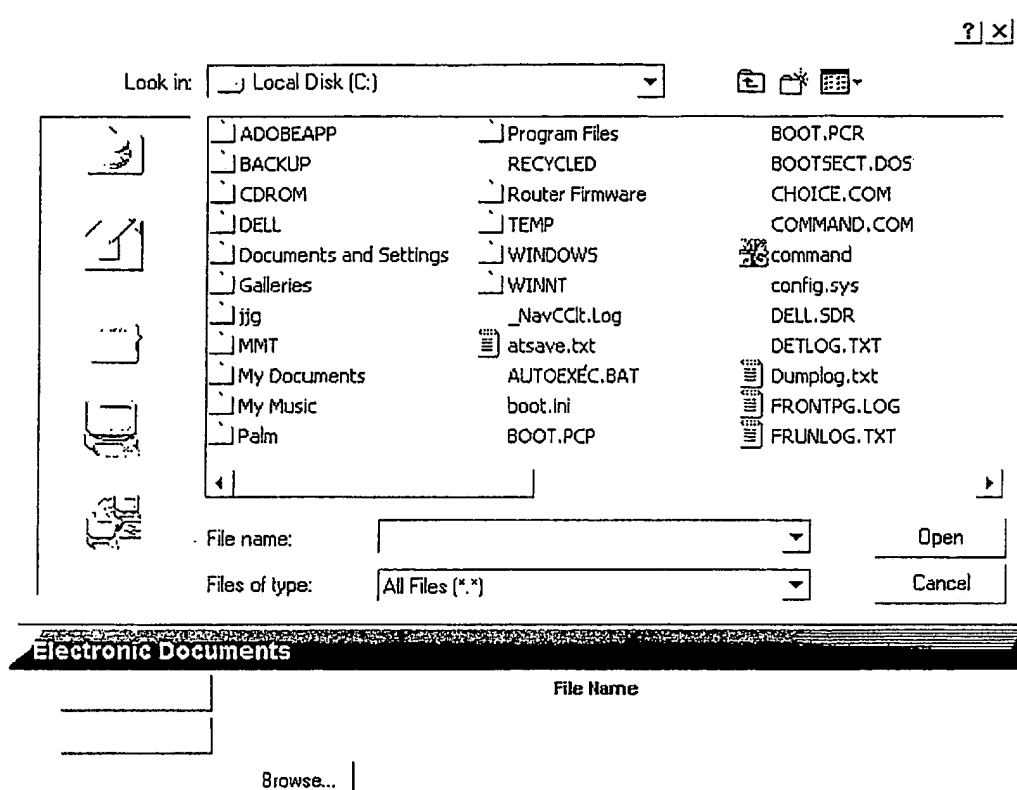 ? ×
Look in: Local Disk (C:)
ADOBEAPP Program Files BOOT.PCR
BACKUP RECYCLED BOOTSECT.DOS
CDROM Router Firmware CHOICE.COM
DELL TEMP COMMAND.COM
Documents and Settings WINDOWS command
Galleries WINNT config.sys
jjg _NavCClt.Log DELL.SDR
MMT atsave.txt DETLOG.TXT
My Documents AUTOEXEC.BAT Dumplog.txt
My Music boot.ini FRONTPG.LOG
Palm BOOT.PCP FRUNLOG.TXT
File name: Open
Files of type: All Files (*.*) Cancel
Electronic Documents
File Name
Browse...